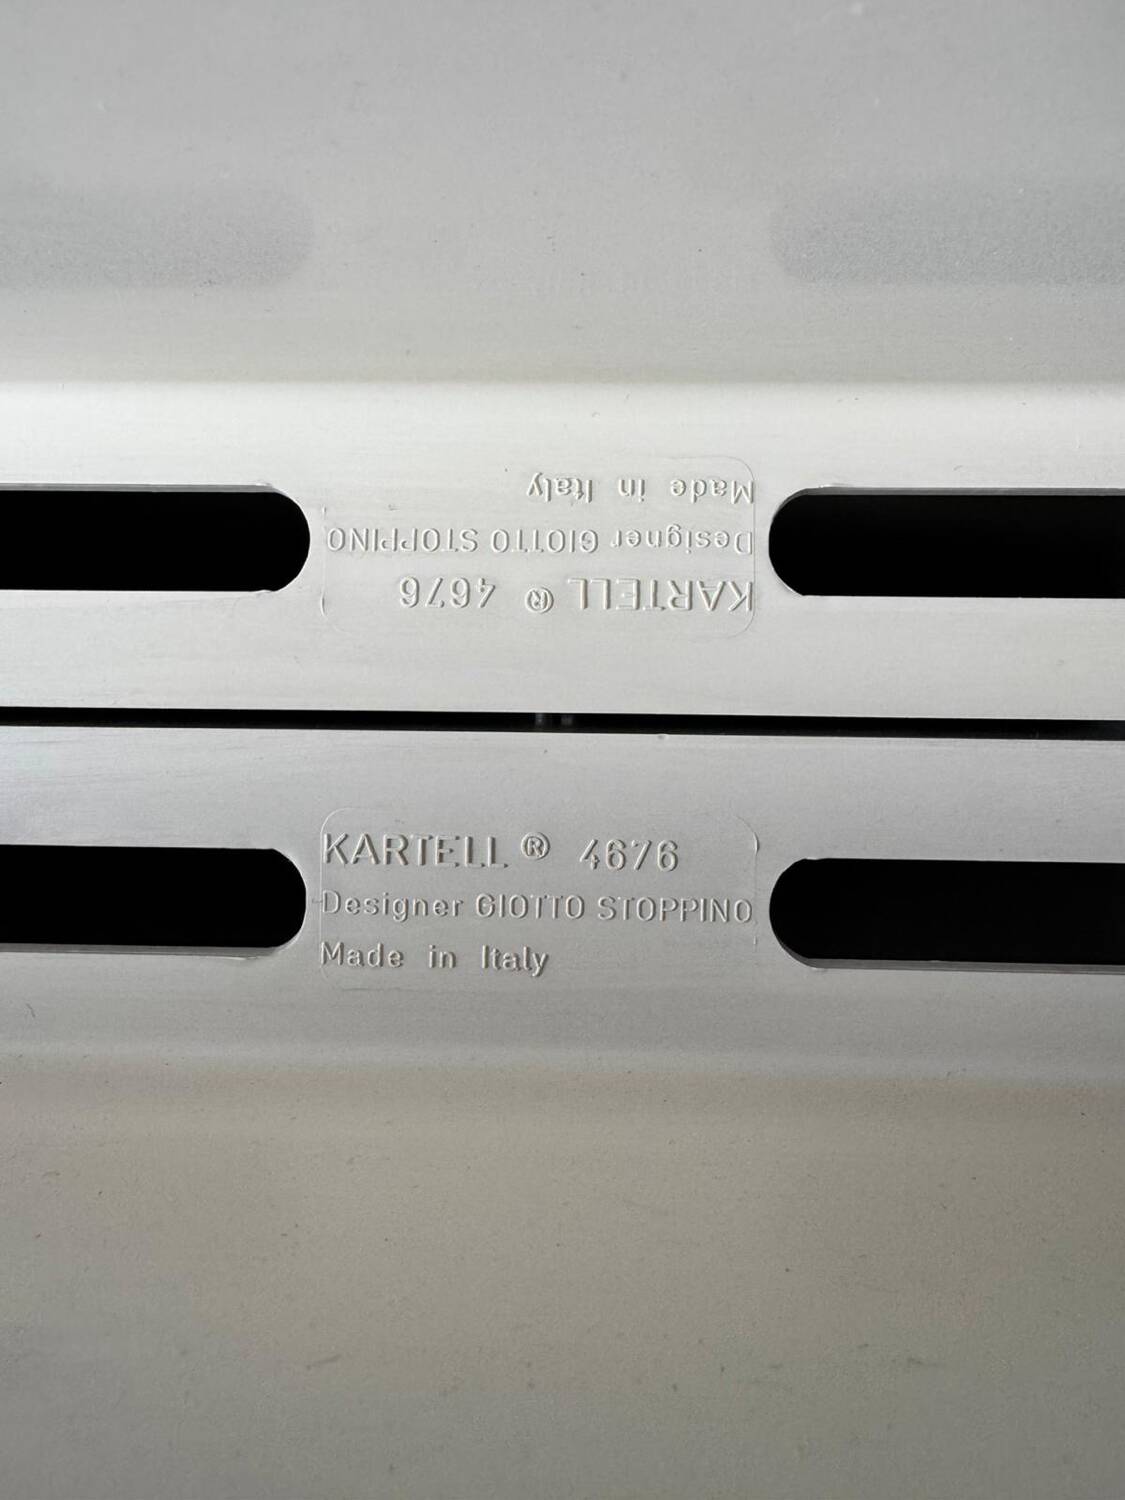 Made in Italy
Designer GIOTTO STOPPINO
KARTELL ® 4676
KARTELL ® 4676
Designer GIOTTO STOPPINO
Made in Italy